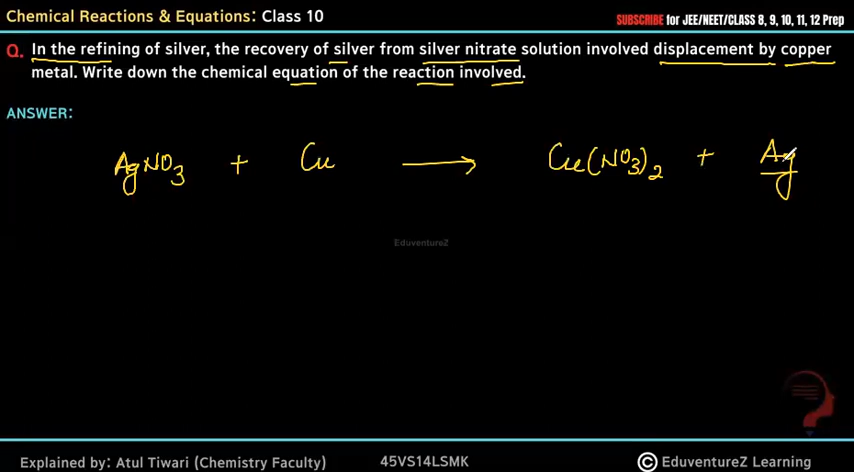 Chemical Reactions & Equations: Class 10
SUBSCRIBE for JEE/NEET/CLASS 8, 9, 10, 11, 12 Prep
Q. In the refining of silver, the recovery of silver from silver nitrate solution involved displacement by copper
metal. Write down the chemical equation of the reaction involved.
ANSWER:
AgNO₃ + Cu → Cu(NO₃)₂ + Ag
EduventureZ
Explained by: Atul Tiwari (Chemistry Faculty) 45VS14LSMK © EduventureZ Learning